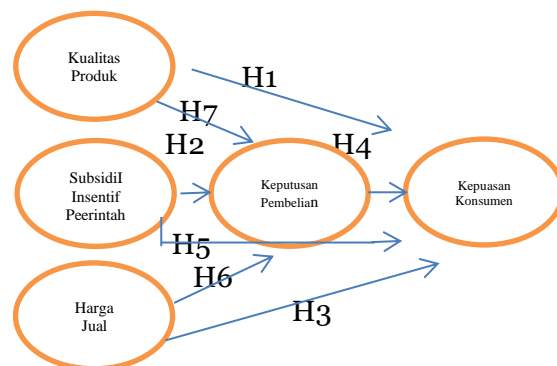 Kualitas
Produk
H1
H7
H2
H4
SubsidiI
Insentif
Peerintah
Keputusan
Pembelian
Kepuasan
Konsumen
H5
H6
Harga
Jual
H3